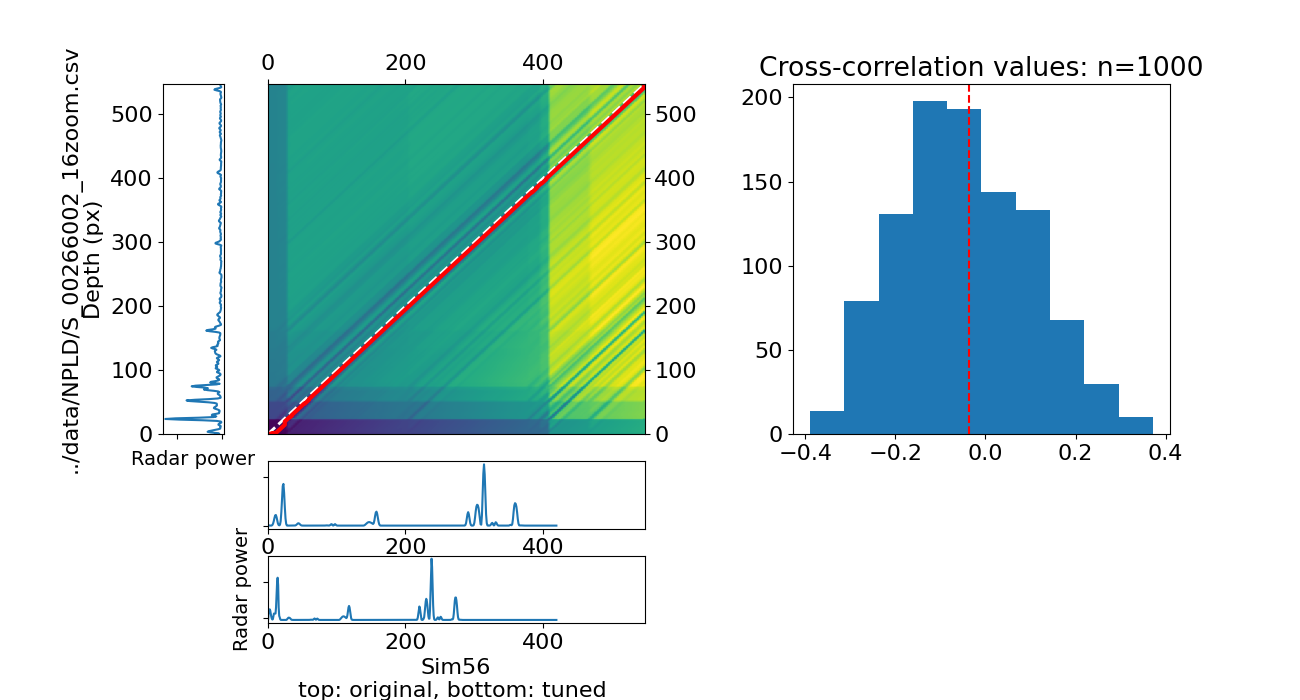 Cross-correlation values: n=1000
0 200 400
../data/NPLD/S_00266002_16zoom.csv
Depth (px)
500 400 300 200 100 0
500 400 300 200 100 0
200 150 100 50 0
−0.4 −0.2 0.0 0.2 0.4
Radar power
0 200 400
Radar power
0 200 400
Sim56
top: original, bottom: tuned